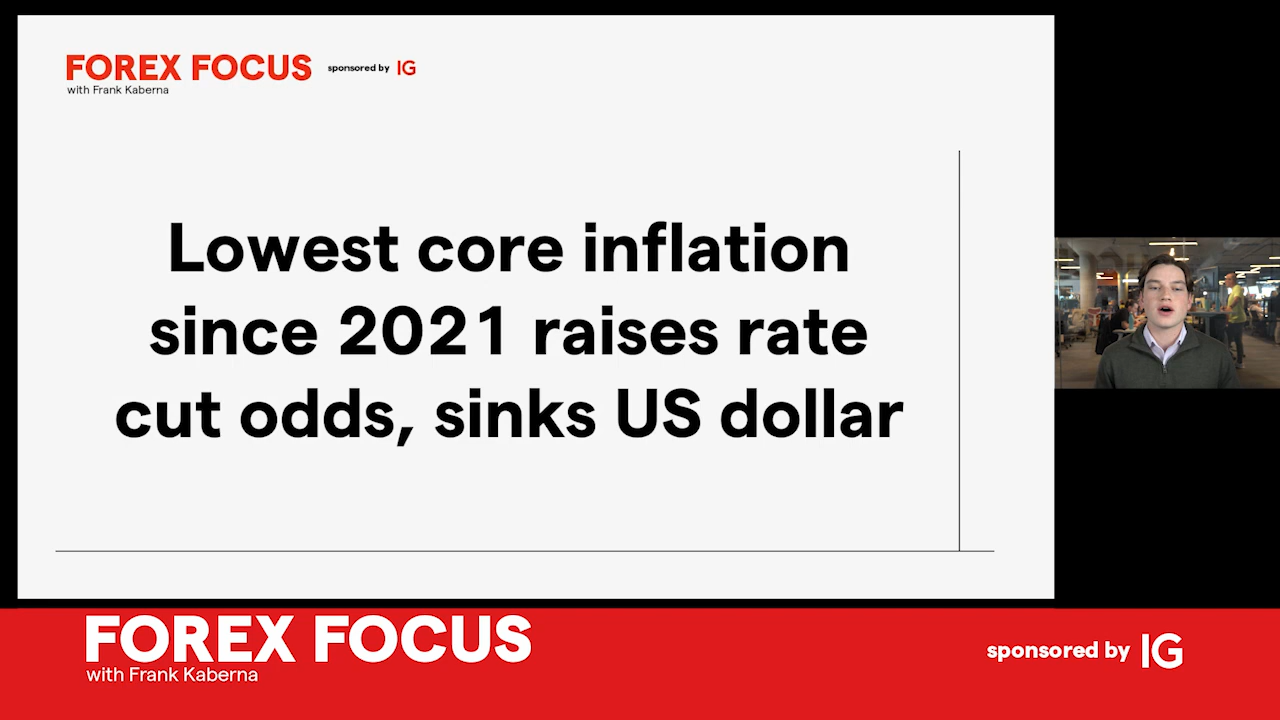 FOREX FOCUS sponsored by IG
with Frank Kaberna
Lowest core inflation
since 2021 raises rate
cut odds, sinks US dollar
FOREX FOCUS
with Frank Kaberna
sponsored by IG